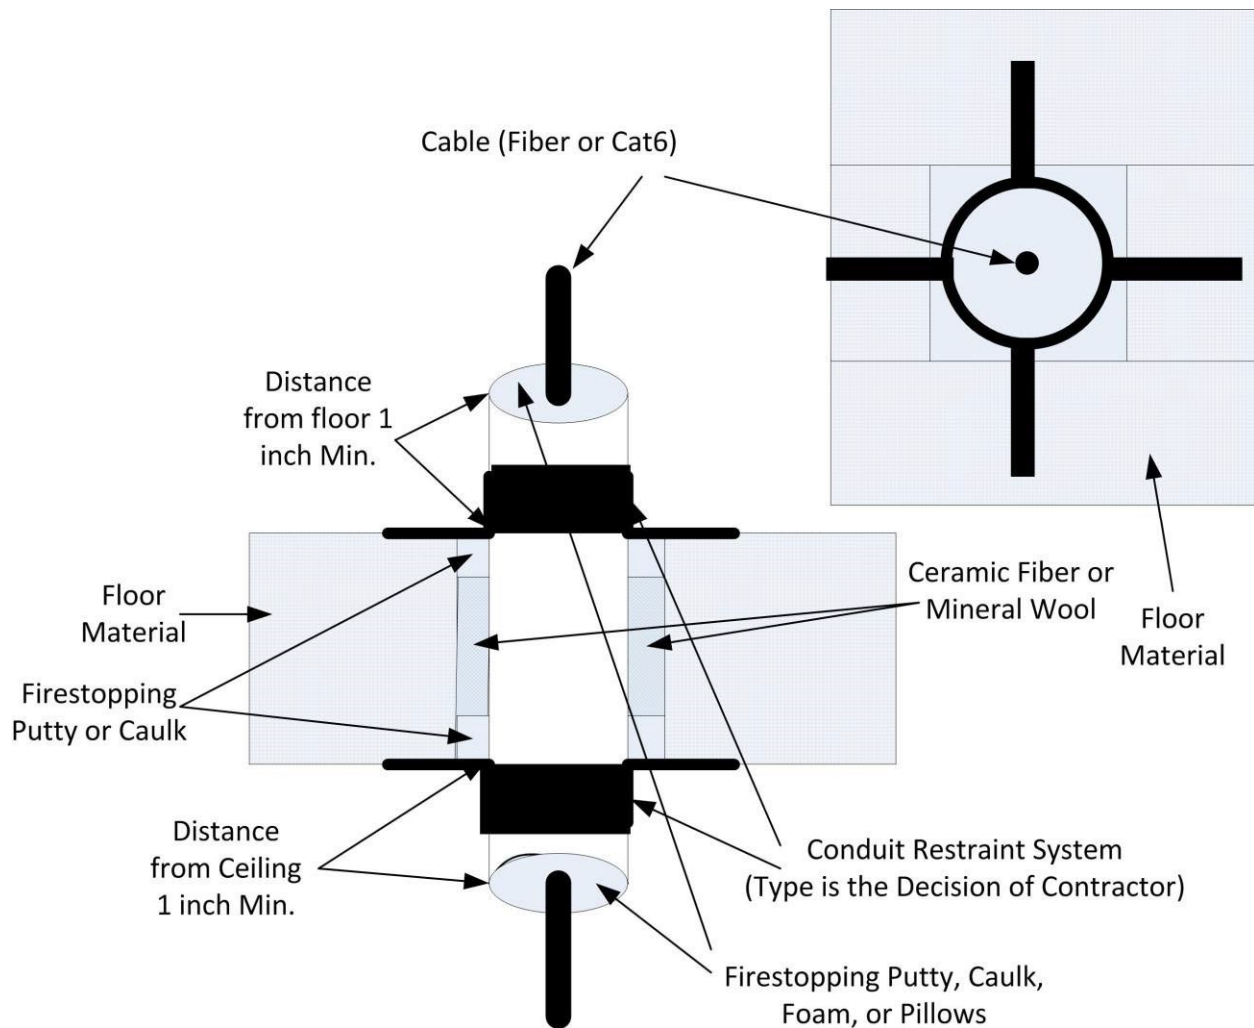 Cable (Fiber or Cat6)
Distance
from floor 1
inch Min.
Floor
Material
Firestopping
Putty or Caulk
Distance
from Ceiling
1 inch Min.
Ceramic Fiber or
Mineral Wool
Floor
Material
Conduit Restraint System
(Type is the Decision of Contractor)
Firestopping Putty, Caulk,
Foam, or Pillows